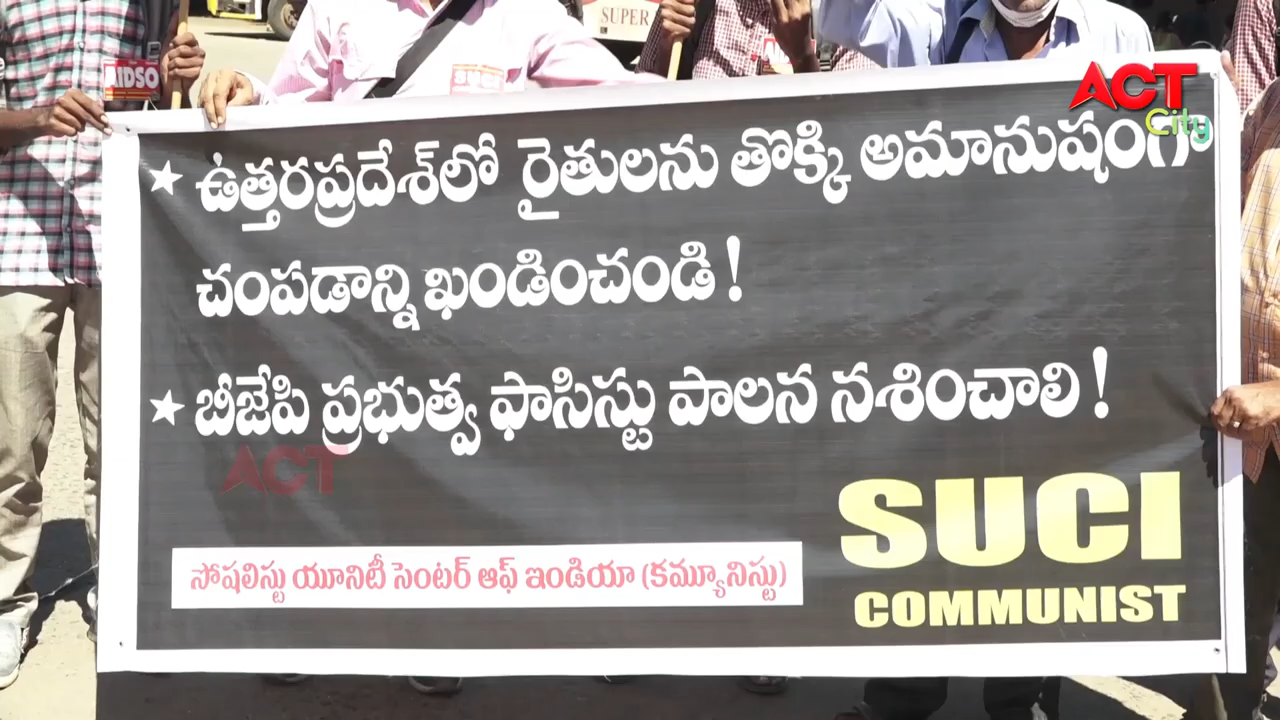 SUPER
AIDSO
ACT
City
★ ఉత్తరప్రదేశ్‌లో రైతులను తొక్కి అమానుషంగా
చంపడాన్ని ఖండించండి!
★ బీజేపి ప్రభుత్వ ఫాసిస్టు పాలన నశించాలి!
ACT
SUCI
సోషలిస్టు యూనిటీ సెంటర్ ఆఫ్ ఇండియా (కమ్యూనిస్టు)
COMMUNIST